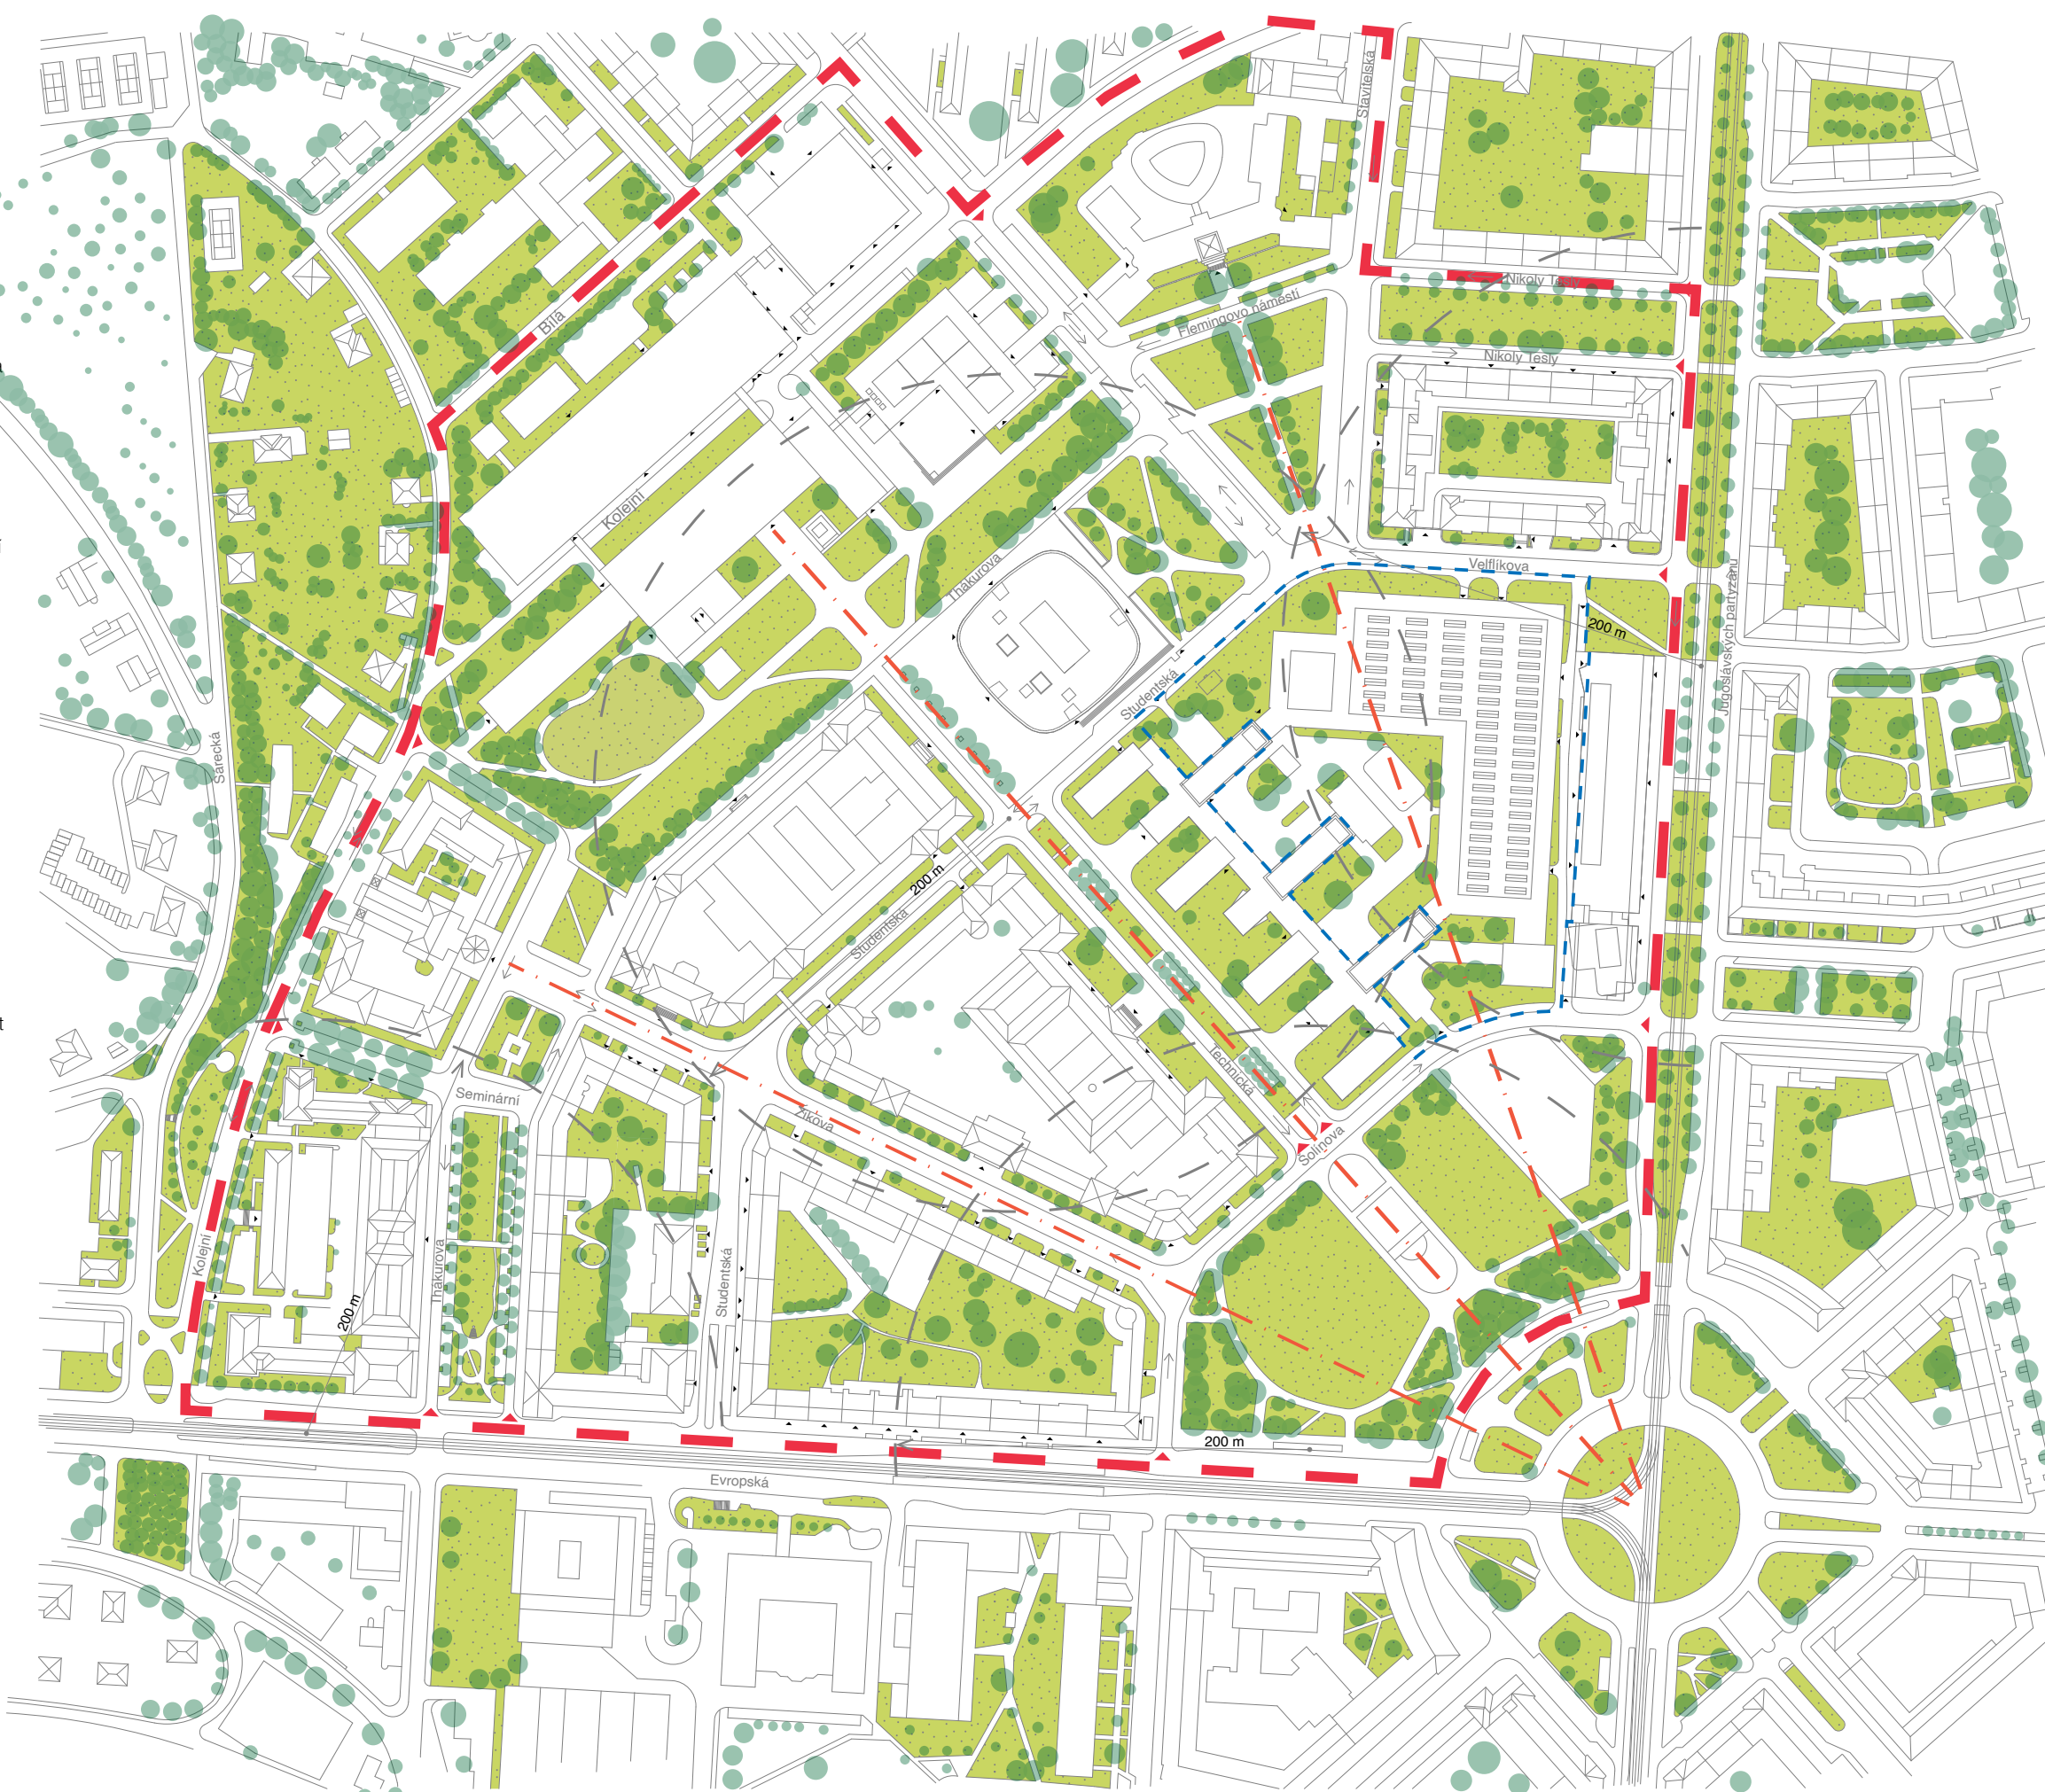 Stavitelská
Nikoly Tesly
Flemingovo náměstí
Bílá
Nikoly Tesly
Kolejní
Velflíkova
Thákurova
200 m
Jugoslávských partyzánů
Studentská
Šárecká
200 m
Studentská
Technická
Seminární
Zikova
Salinova
Kolejní
Thákurova
Studentská
200 m
200 m
Evropská